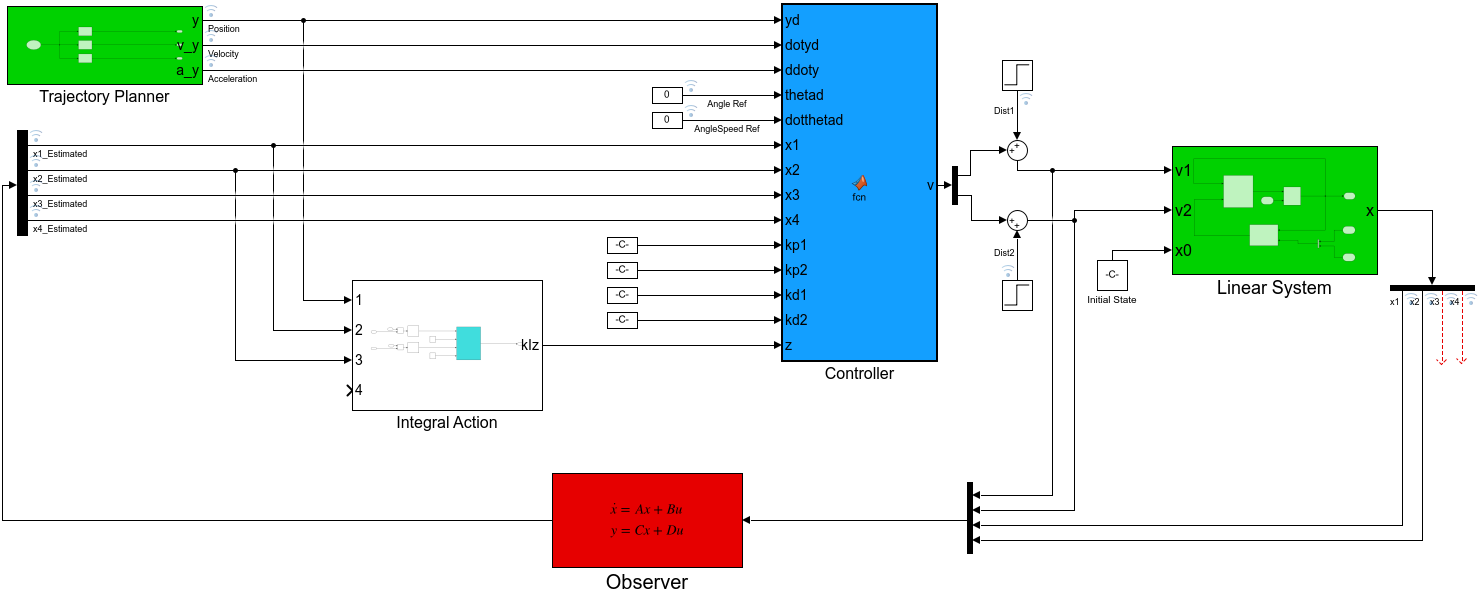 y
Position
v_y
Velocity
a_y
Acceleration
Trajectory Planner
x1_Estimated
x2_Estimated
x3_Estimated
x4_Estimated
0
Angle Ref
0
AngleSpeed Ref
-C-
-C-
-C-
-C-
1
2
3
4
kIz
Integral Action
yd
dotyd
ddoty
thetad
dotthetad
x1
x2
x3
x4
kp1
kp2
kd1
kd2
z
fcn
v
Controller
Dist1
+
+
+
+
Dist2
v1
v2
x0
x
Linear System
-C-
Initial State
x1 x2 x3 x4
ẋ = Ax + Bu
y = Cx + Du
Observer